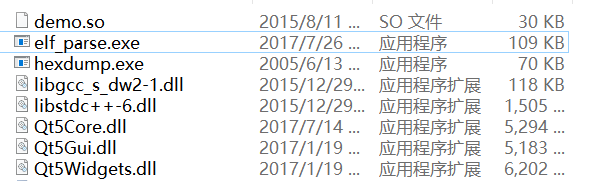 demo.so 2015/8/11 ... SO 文件 30 KB
elf_parse.exe 2017/7/26 ... 应用程序 109 KB
hexdump.exe 2005/6/13 ... 应用程序 70 KB
libgcc_s_dw2-1.dll 2015/12/29... 应用程序扩展 118 KB
libstdc++-6.dll 2015/12/29... 应用程序扩展 1,505 ...
Qt5Core.dll 2017/7/14 ... 应用程序扩展 5,294 ...
Qt5Gui.dll 2017/1/19 ... 应用程序扩展 5,183 ...
Qt5Widgets.dll 2017/1/19 ... 应用程序扩展 6,202 ...